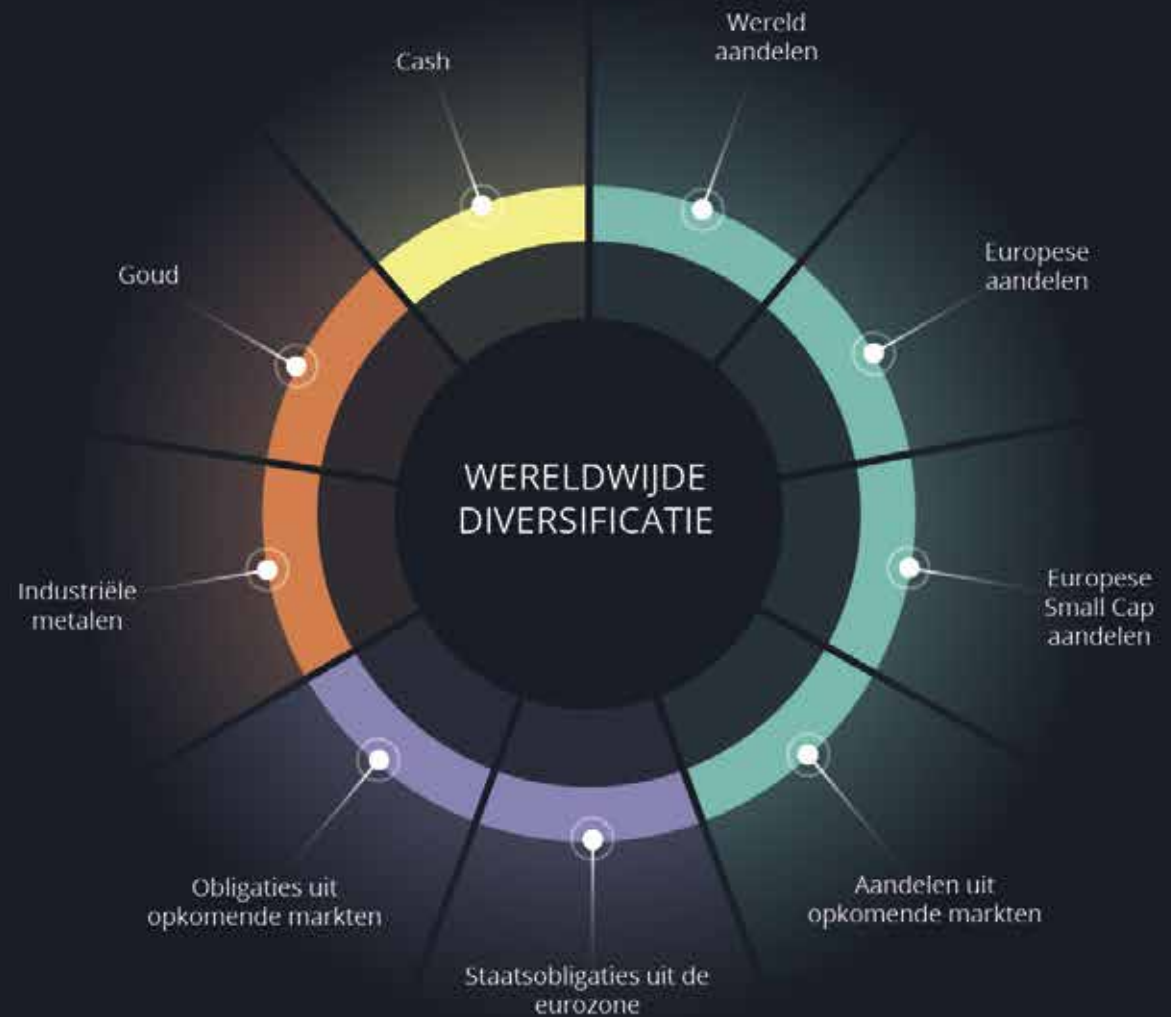 Wereld
aandelen
Cash
Europese
aandelen
Goud
WERELDWIJDE
DIVERSIFICATIE
Europese
Small Cap
aandelen
Industriële
metalen
Aandelen uit
opkomende markten
Obligaties uit
opkomende markten
Staatsobligaties uit de
eurozone